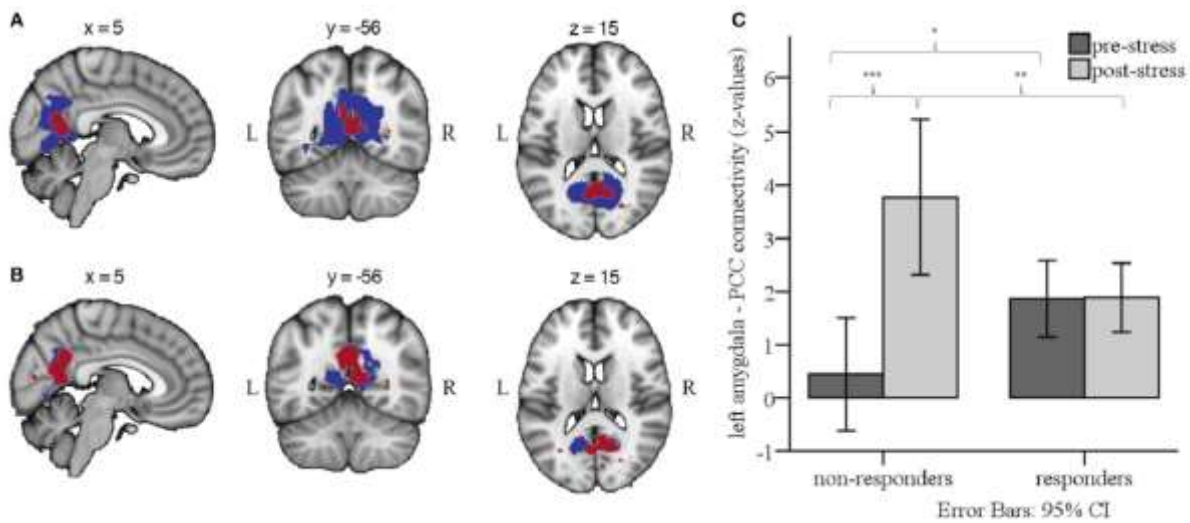 A
x = 5
y = -56
z = 15
L
R
B
x = 5
y = -56
z = 15
L
R
C
pre-stress
post-stress
*
***
**
left amygdala - PCC connectivity (z-values)
6
5
4
3
2
1
0
-1
non-responders
responders
Error Bars: 95% CI